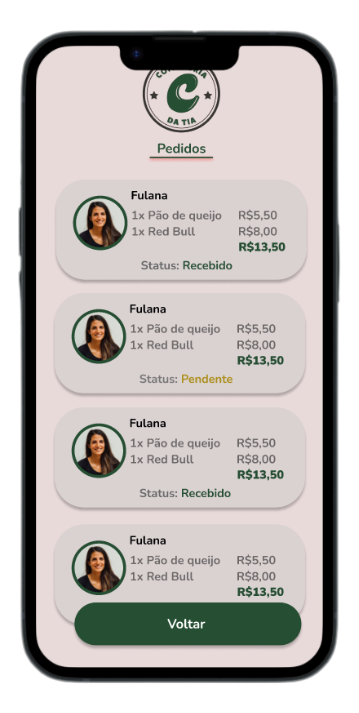 DA TIA
Pedidos
Fulana
1x Pão de queijo R$5,50
1x Red Bull R$8,00
R$13,50
Status: Recebido
Fulana
1x Pão de queijo R$5,50
1x Red Bull R$8,00
R$13,50
Status: Pendente
Fulana
1x Pão de queijo R$5,50
1x Red Bull R$8,00
R$13,50
Status: Recebido
Fulana
1x Pão de queijo R$5,50
1x Red Bull R$8,00
R$13,50
Voltar